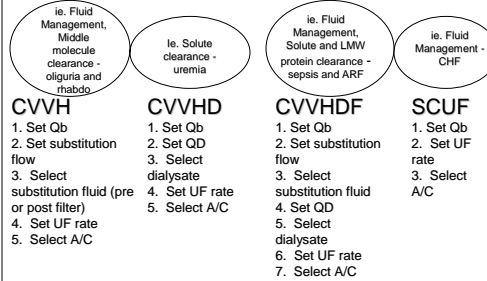 ie. Fluid
Management,
Middle
molecule
clearance -
oliguria and
rhabdo
Ie. Solute
clearance -
uremia
ie. Fluid
Management,
Solute and LMW
protein clearance -
sepsis and ARF
ie. Fluid
Management -
CHF
CVVH
1. Set Qb
2. Set substitution
flow
3. Select
substitution fluid (pre
or post filter)
4. Set UF rate
5. Select A/C
CVVHD
1. Set Qb
2. Set QD
3. Select
dialysate
4. Set UF rate
5. Select A/C
CVVHDF
1. Set Qb
2. Set substitution
flow
3. Select
substitution fluid
4. Set QD
5. Select
dialysate
6. Set UF rate
7. Select A/C
SCUF
1. Set Qb
2. Set UF
rate
3. Select
A/C